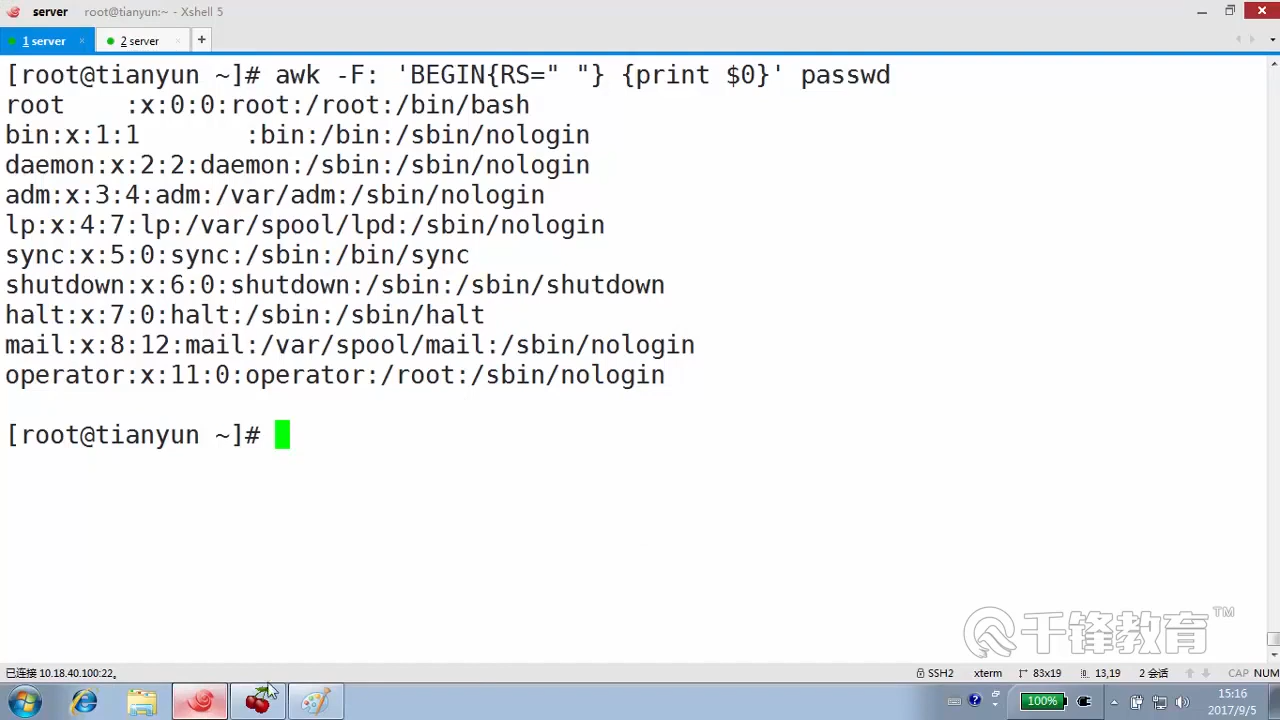 server root@tianyun:~ - Xshell 5
1 server × 2 server × +
[root@tianyun ~]# awk -F: 'BEGIN{RS=" "} {print $0}' passwd
root    :x:0:0:root:/root:/bin/bash
bin:x:1:1       :bin:/bin:/sbin/nologin
daemon:x:2:2:daemon:/sbin:/sbin/nologin
adm:x:3:4:adm:/var/adm:/sbin/nologin
lp:x:4:7:lp:/var/spool/lpd:/sbin/nologin
sync:x:5:0:sync:/sbin:/bin/sync
shutdown:x:6:0:shutdown:/sbin:/sbin/shutdown
halt:x:7:0:halt:/sbin:/sbin/halt
mail:x:8:12:mail:/var/spool/mail:/sbin/nologin
operator:x:11:0:operator:/root:/sbin/nologin
[root@tianyun ~]#
千锋教育™
已连接 10.18.40.100:22。 SSH2 xterm 83x19 13,19 2 会话 CAP NUM
100% 15:16
2017/9/5